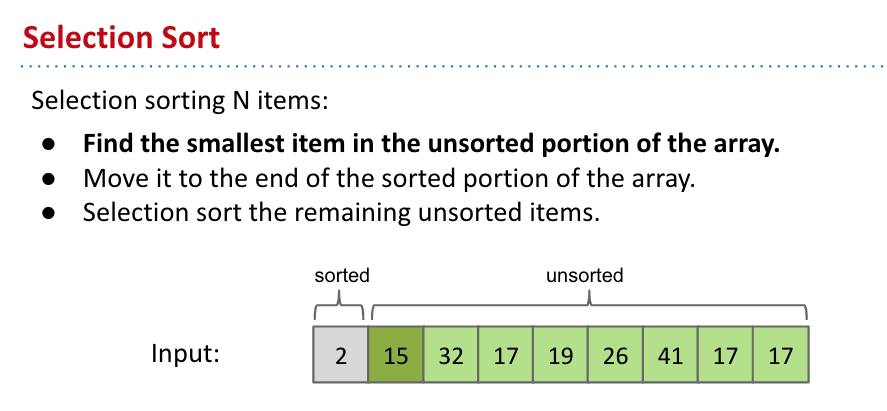 Selection Sort
Selection sorting N items:
● Find the smallest item in the unsorted portion of the array.
● Move it to the end of the sorted portion of the array.
● Selection sort the remaining unsorted items.
sorted unsorted
Input: 2 15 32 17 19 26 41 17 17